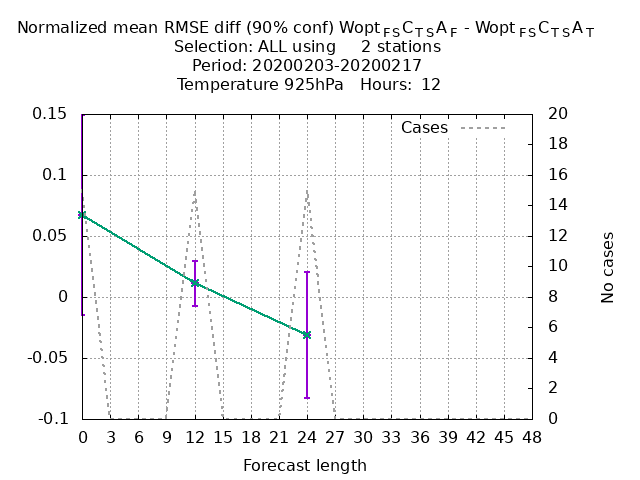 Normalized mean RMSE diff (90% conf) Wopt FS C TS A F - Wopt FS C TS A T
Selection: ALL using 2 stations
Period: 20200203-20200217
Temperature 925hPa Hours: 12
Cases
0.15
0.1
0.05
0
-0.05
-0.1
20
18
16
14
12
10
8
6
4
2
0
No cases
0 3 6 9 12 15 18 21 24 27 30 33 36 39 42 45 48
Forecast length